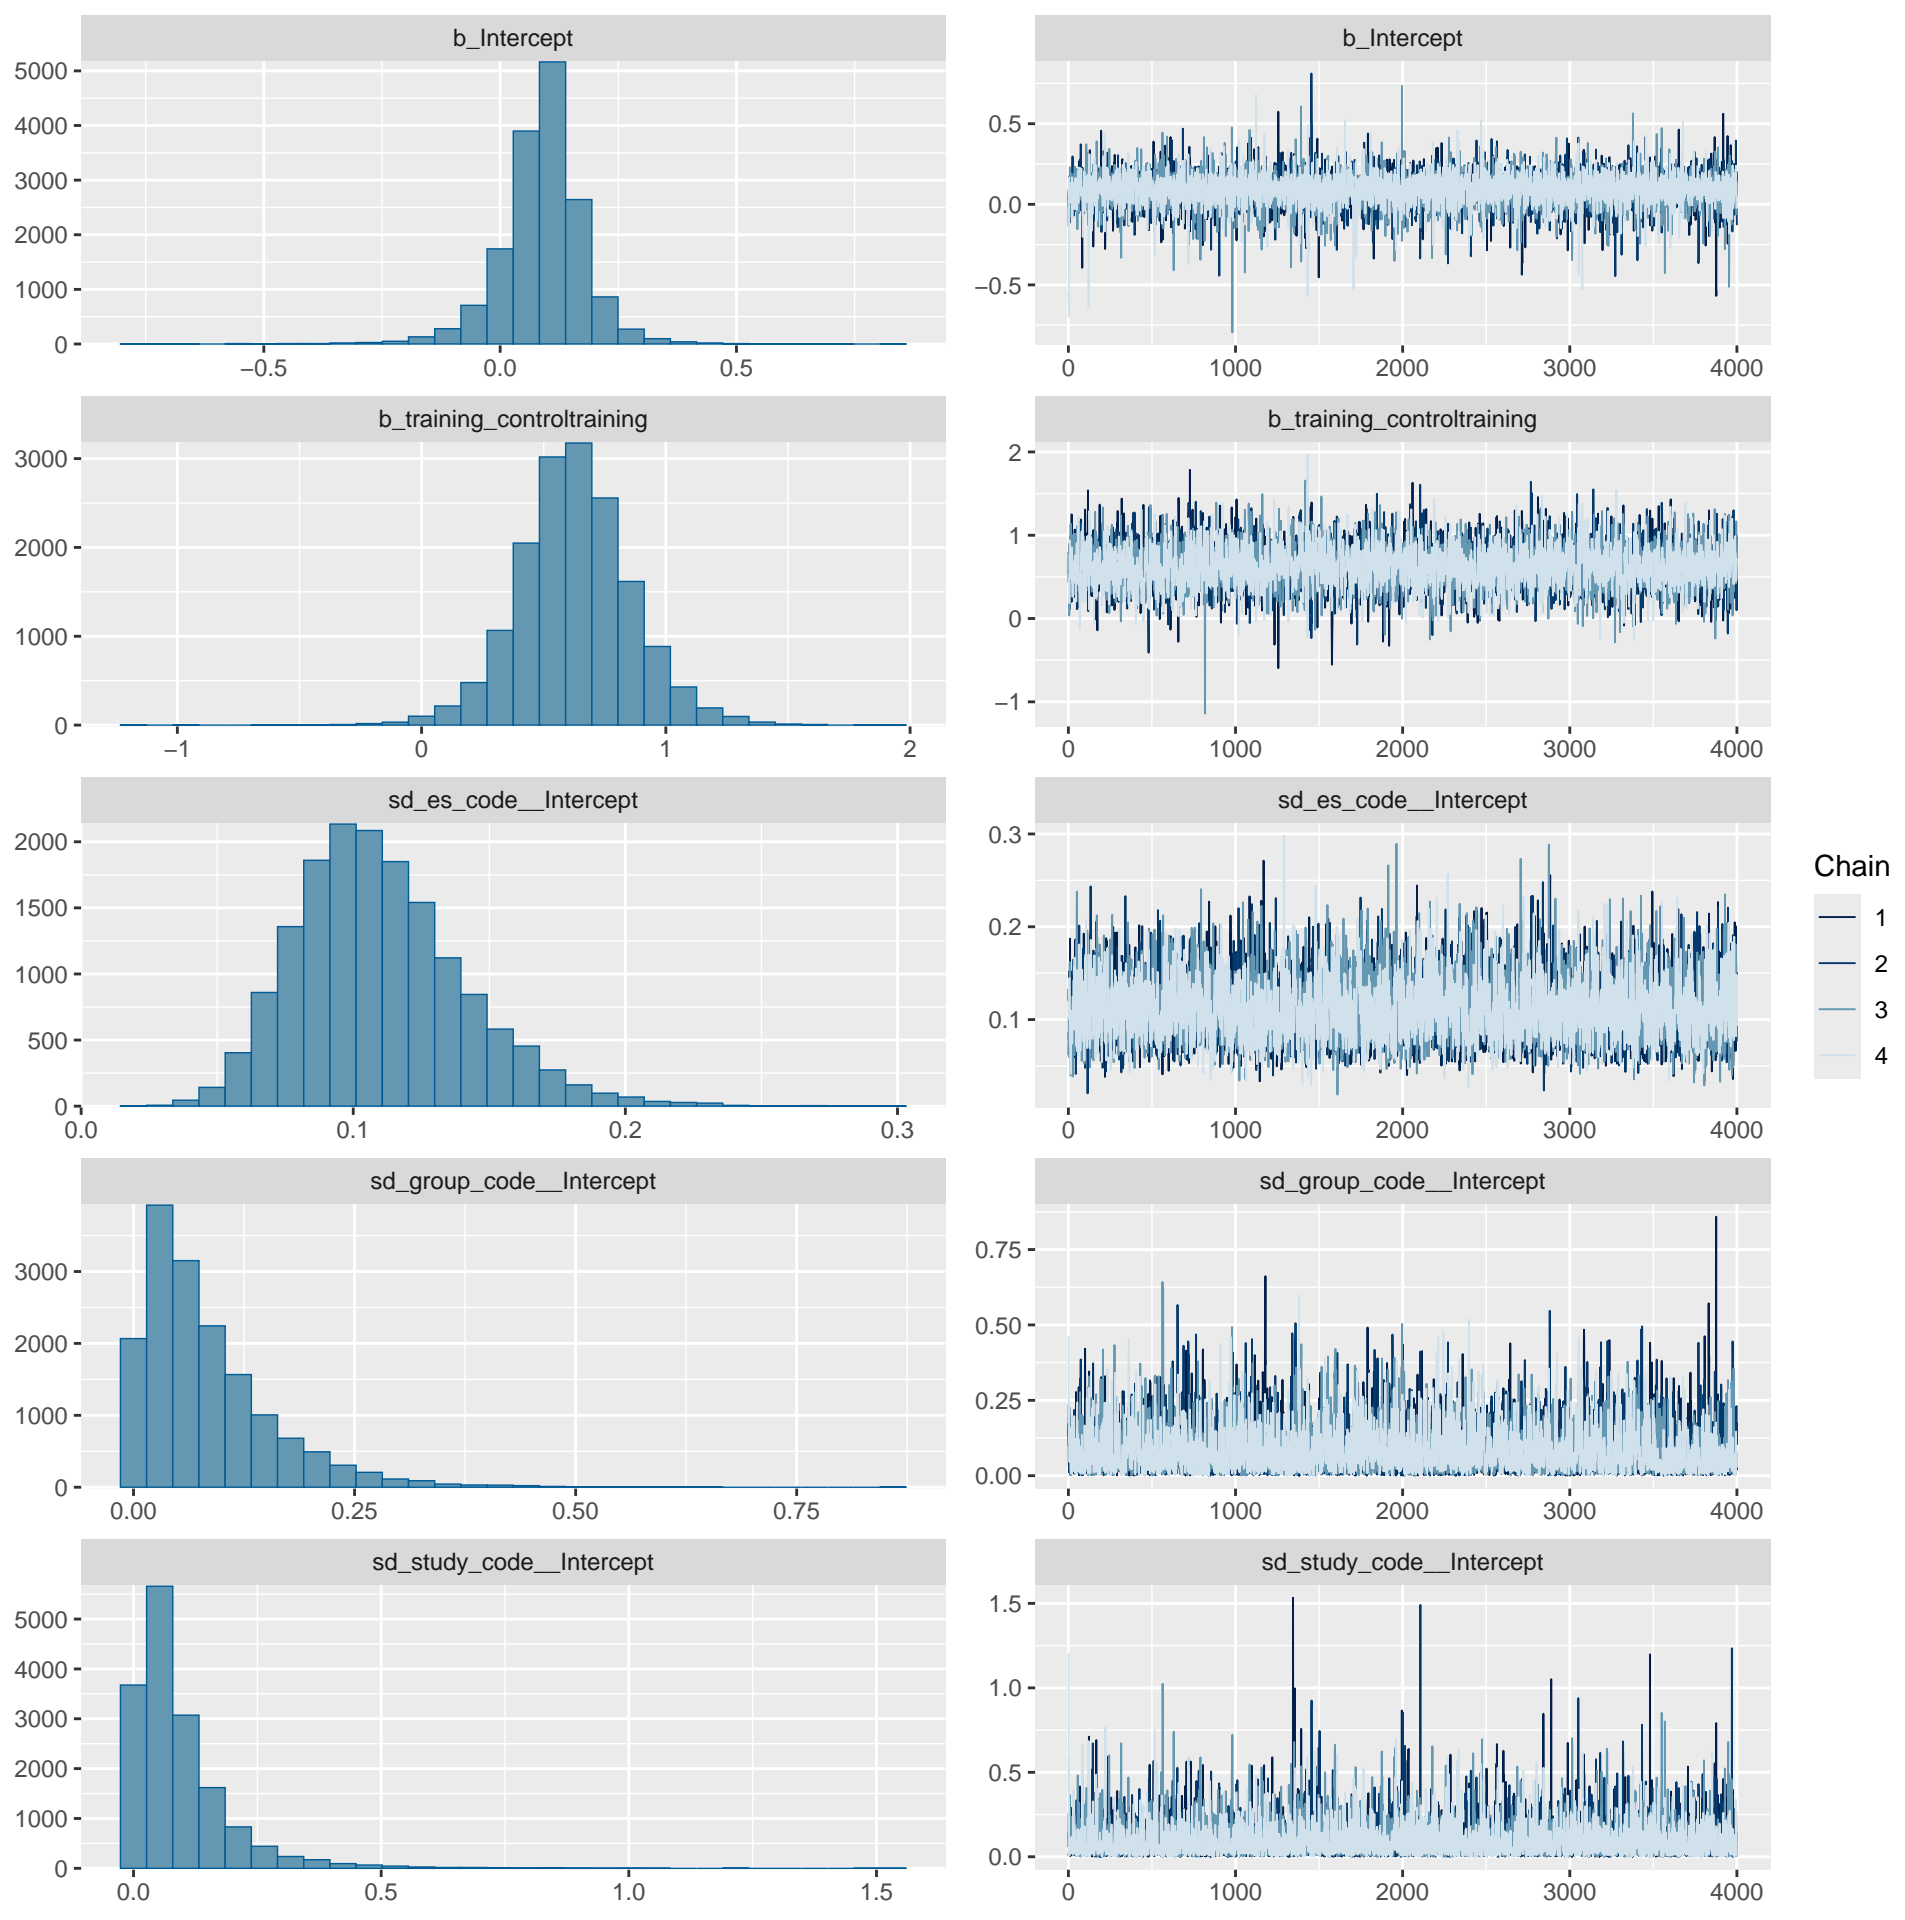 b_Intercept
b_Intercept
5000
4000
3000
2000
1000
0
−0.5 0.0 0.5
0.5
0.0
−0.5
0 1000 2000 3000 4000
b_training_controltraining
b_training_controltraining
3000
2000
1000
0
−1 0 1 2
2
1
0
−1
0 1000 2000 3000 4000
sd_es_code__Intercept
sd_es_code__Intercept
2000
1500
1000
500
0
0.0 0.1 0.2 0.3
0.3
0.2
0.1
0 1000 2000 3000 4000
Chain
1
2
3
4
sd_group_code__Intercept
sd_group_code__Intercept
3000
2000
1000
0
0.00 0.25 0.50 0.75
0.75
0.50
0.25
0.00
0 1000 2000 3000 4000
sd_study_code__Intercept
sd_study_code__Intercept
5000
4000
3000
2000
1000
0
0.0 0.5 1.0 1.5
1.5
1.0
0.5
0.0
0 1000 2000 3000 4000